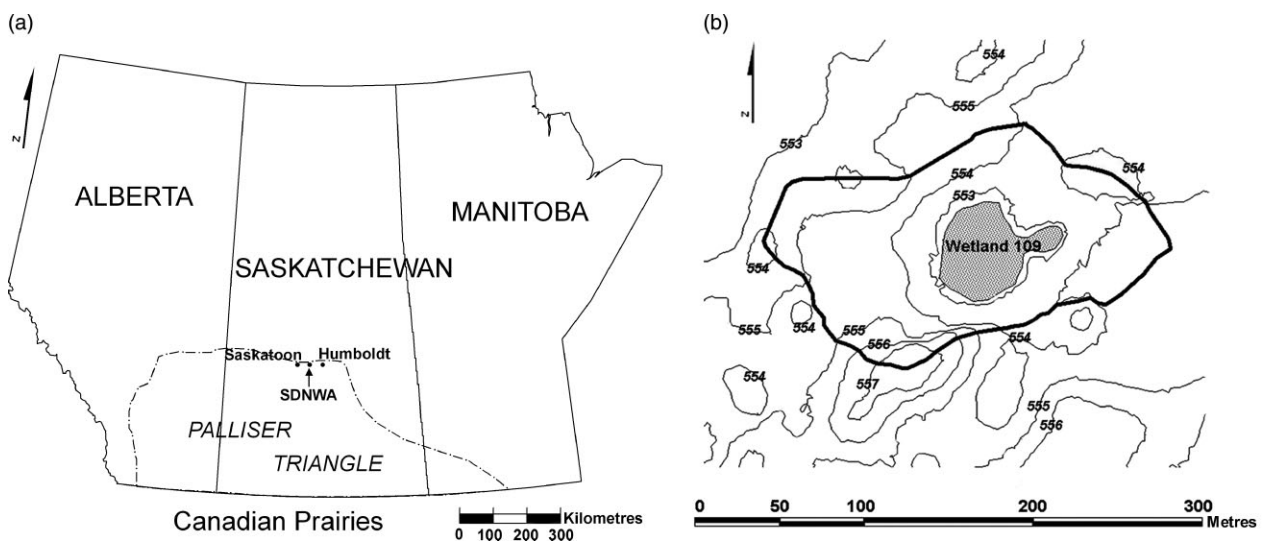 (a)
N
ALBERTA
SASKATCHEWAN
MANITOBA
Saskatoon
Humboldt
SDNWA
PALLISER
TRIANGLE
Canadian Prairies
Kilometres
0 100 200 300
(b)
N
554
555
553
554
554
553
Wetland 109
554
555
554
555
556
554
557
554
555
556
0 100 200 300
Metres